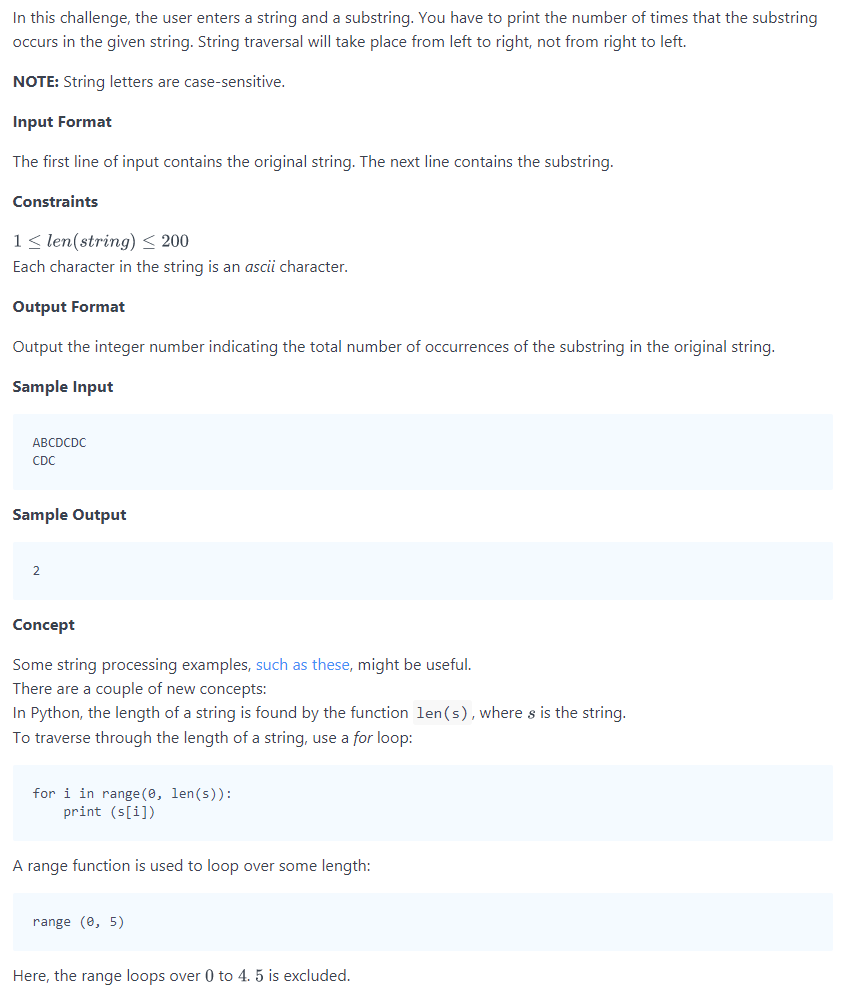 In this challenge, the user enters a string and a substring. You have to print the number of times that the substring
occurs in the given string. String traversal will take place from left to right, not from right to left.
NOTE: String letters are case-sensitive.
Input Format
The first line of input contains the original string. The next line contains the substring.
Constraints
1 ≤ len(string) ≤ 200
Each character in the string is an ascii character.
Output Format
Output the integer number indicating the total number of occurrences of the substring in the original string.
Sample Input
ABCDCDC
CDC
Sample Output
2
Concept
Some string processing examples, such as these, might be useful.
There are a couple of new concepts:
In Python, the length of a string is found by the function len(s), where s is the string.
To traverse through the length of a string, use a for loop:
for i in range(0, len(s)):
    print (s[i])
A range function is used to loop over some length:
range (0, 5)
Here, the range loops over 0 to 4. 5 is excluded.